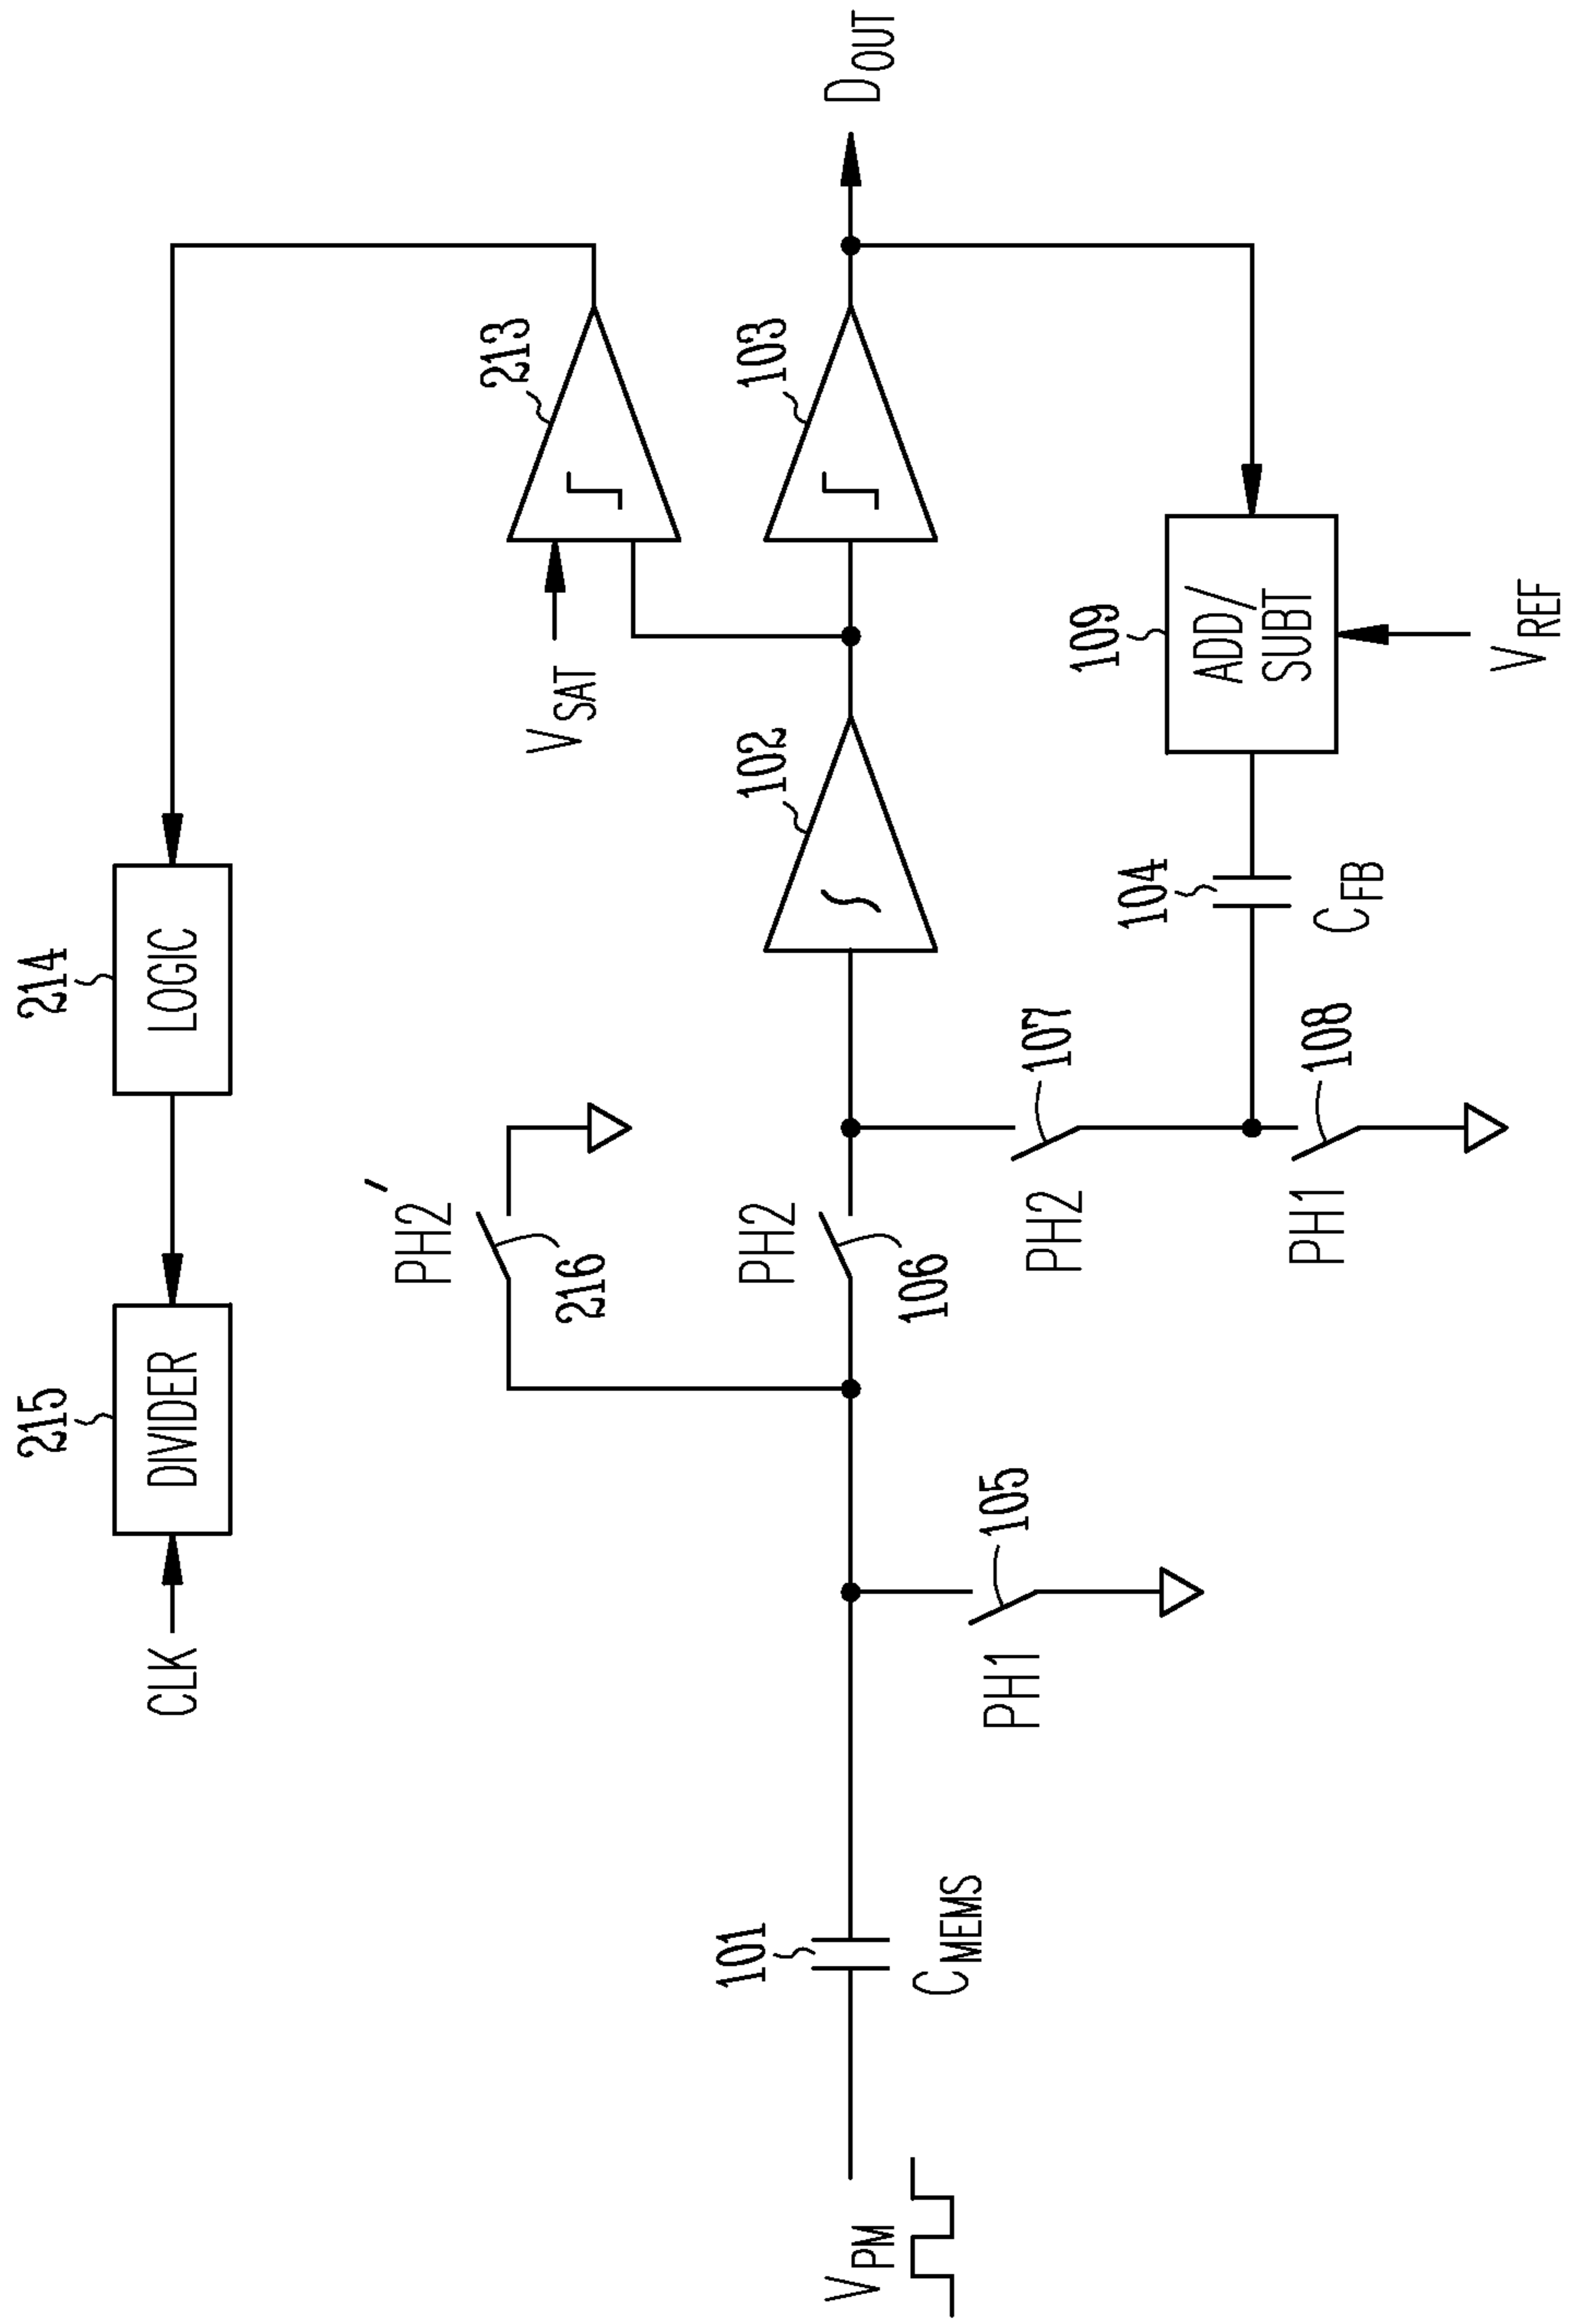 CLK
215
DIVIDER
214
LOGIC
PH2′
216
VSAT
213
VPM
101
CMEMS
PH1
105
PH2
106
102
103
DOUT
PH2
107
PH1
108
104
CFB
109
ADD/
SUBT
VREF